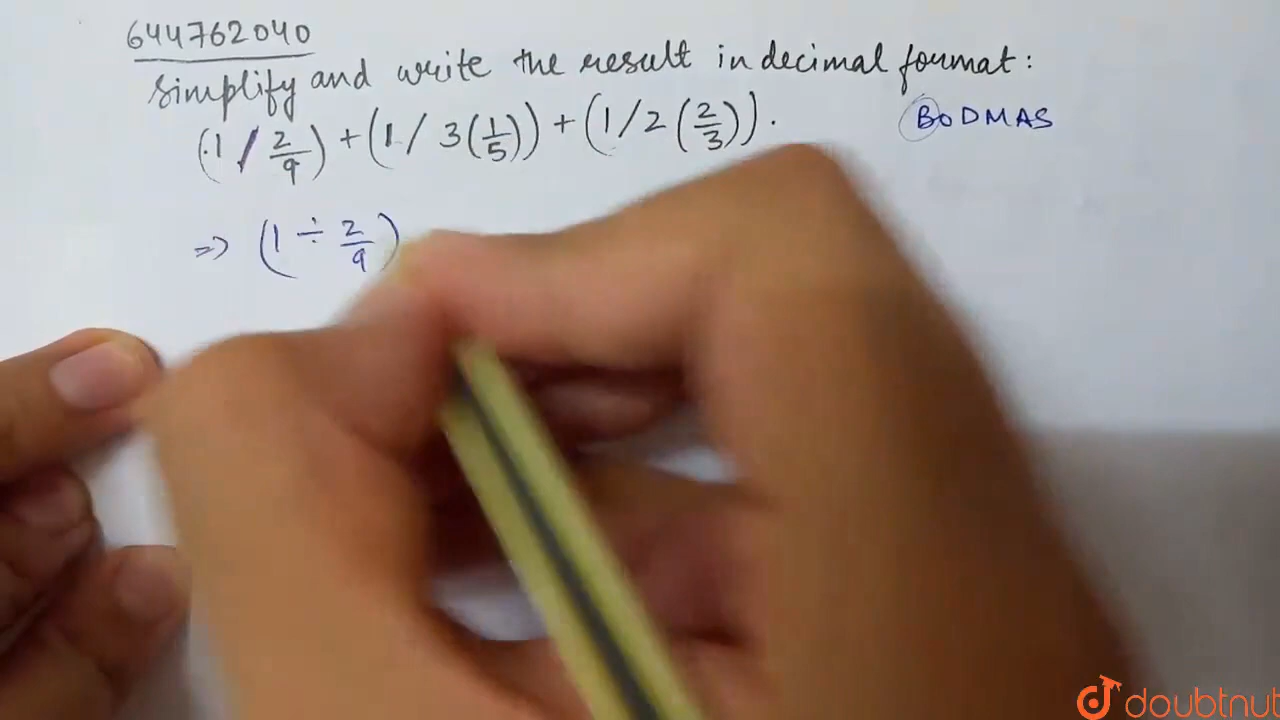 644762040
simplify and write the result in decimal format :
(1 / 2/9) + (1 / 3(1/5)) + (1/2 (2/3)).
BODMAS
⇒ (1 ÷ 2/9)
doubtnut